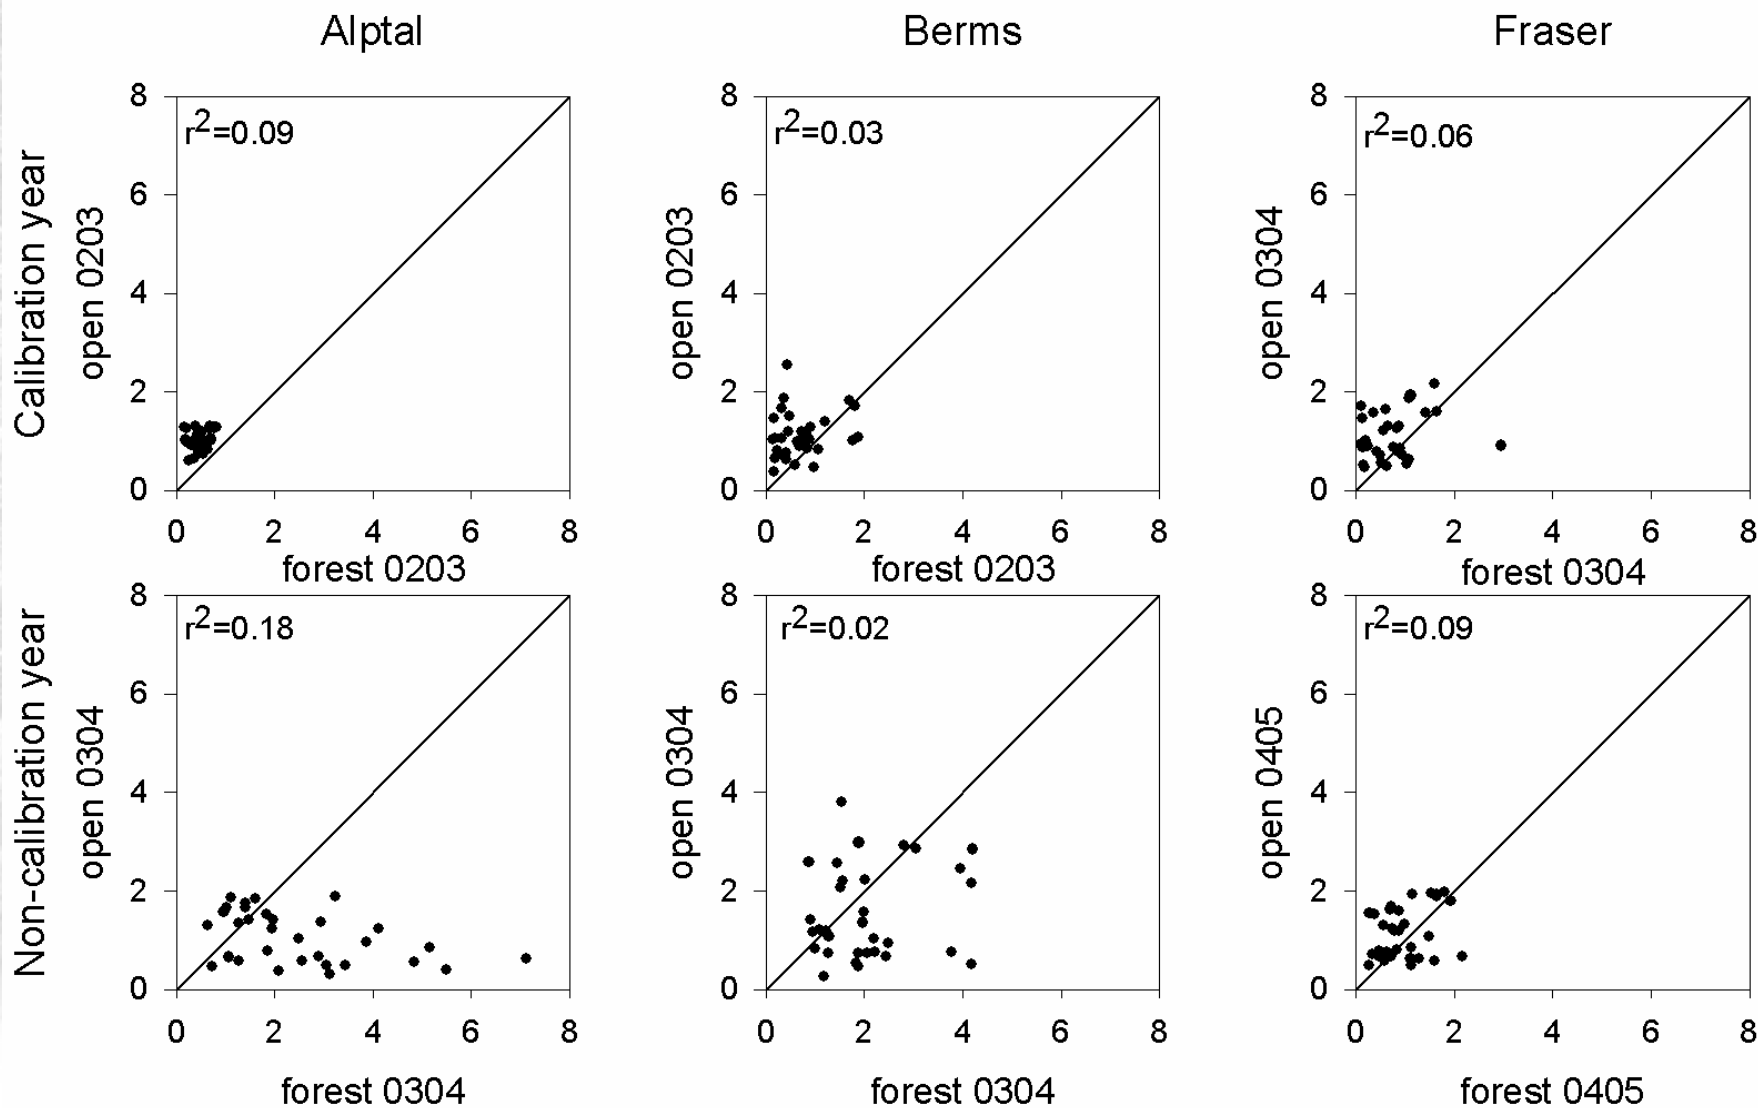 Alptal Berms Fraser
Calibration year
open 0203
8
6
4
2
0
r2=0.09
0 2 4 6 8
forest 0203
open 0203
8
6
4
2
0
r2=0.03
0 2 4 6 8
forest 0203
open 0304
8
6
4
2
0
r2=0.06
0 2 4 6 8
forest 0304
Non-calibration year
open 0304
8
6
4
2
0
r2=0.18
0 2 4 6 8
forest 0304
open 0304
8
6
4
2
0
r2=0.02
0 2 4 6 8
forest 0304
open 0405
8
6
4
2
0
r2=0.09
0 2 4 6 8
forest 0405